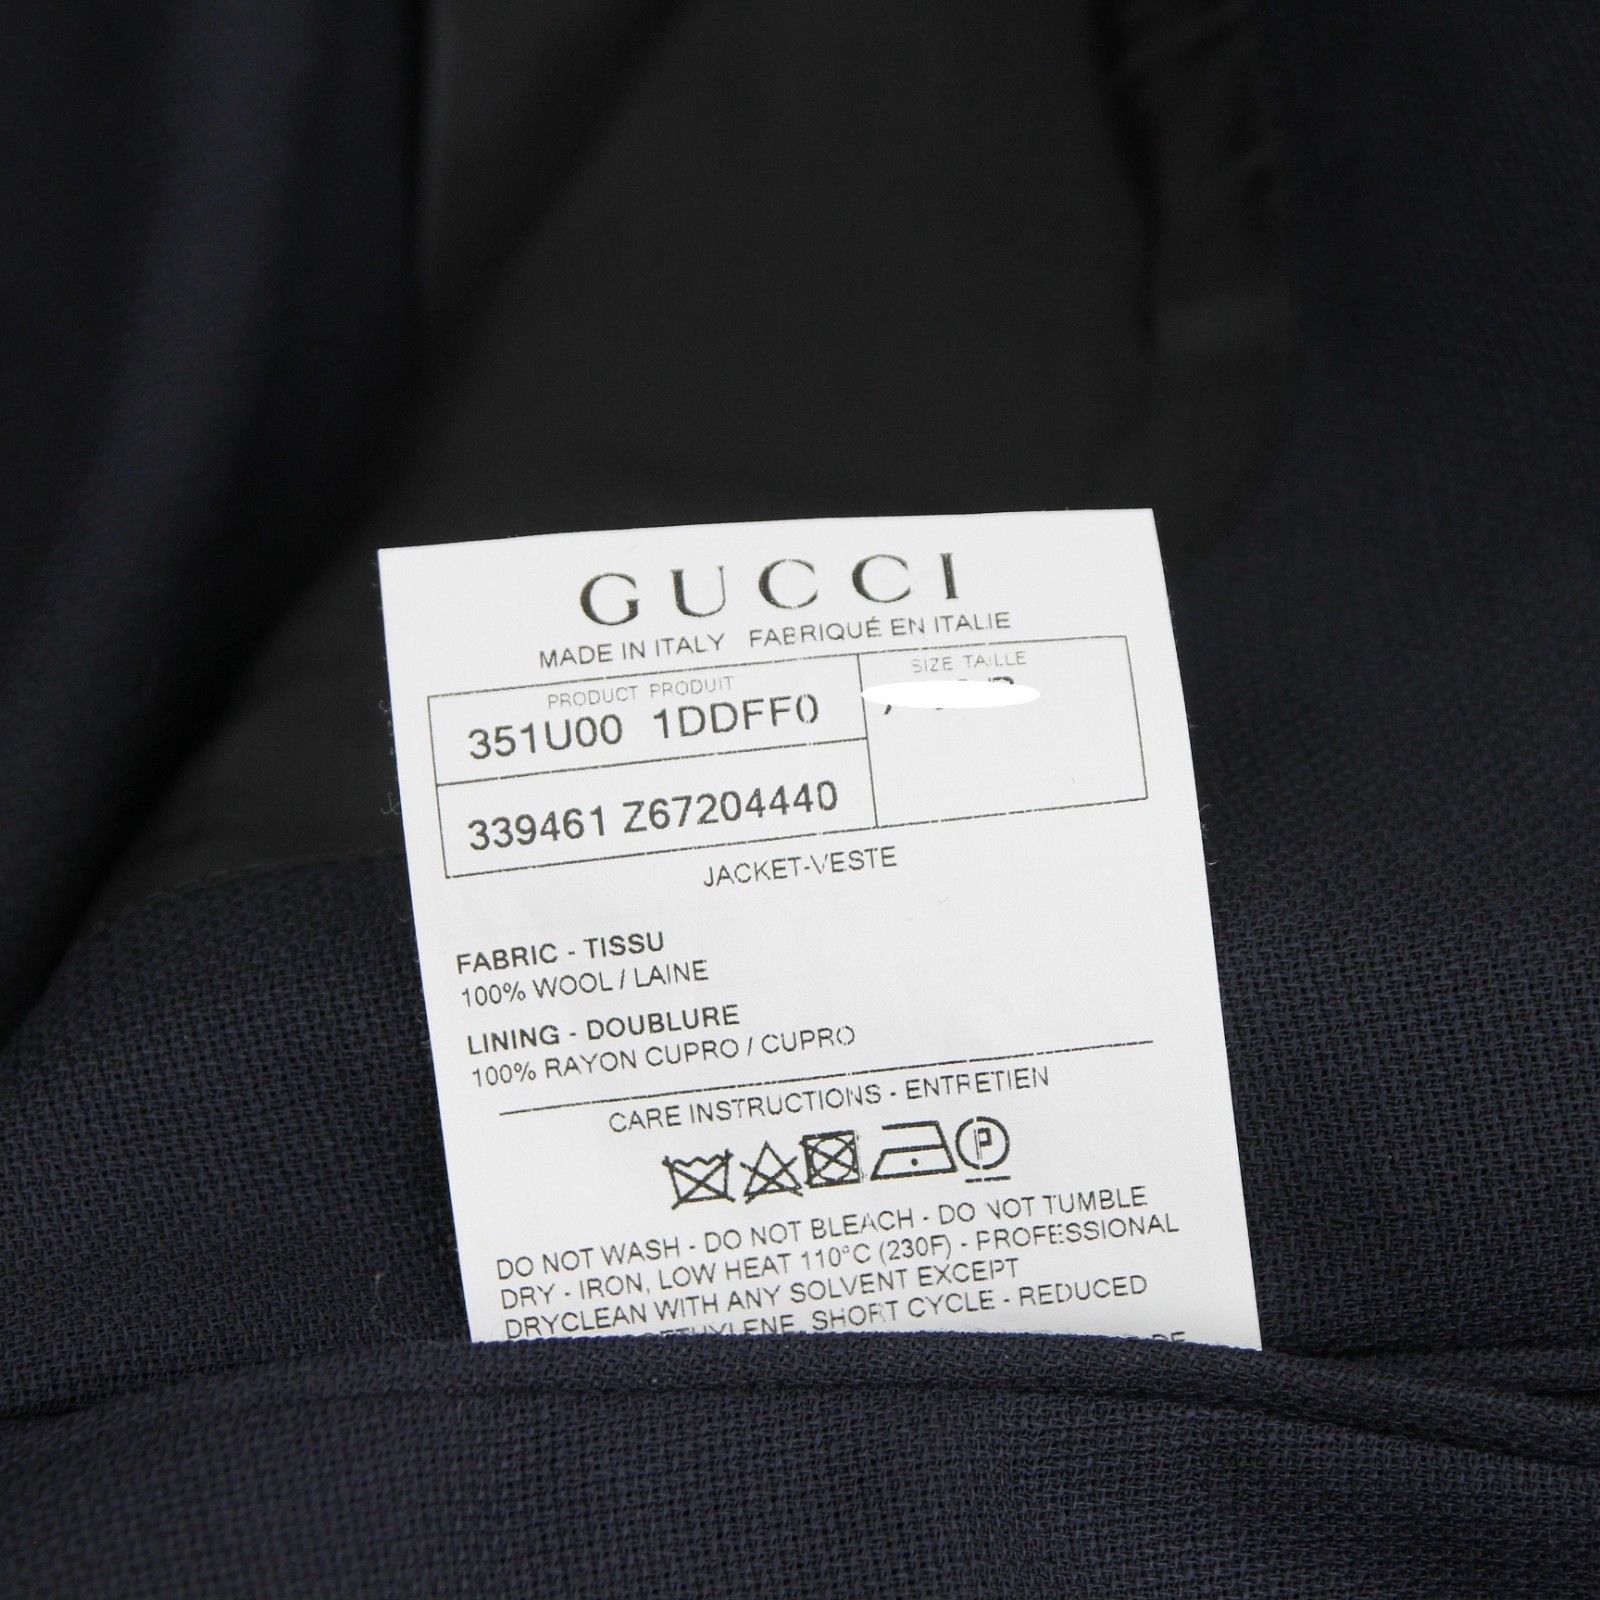 GUCCI
MADE IN ITALY FABRIQUÉ EN ITALIE
PRODUCT PRODUIT
SIZE TAILLE
351U00 1DDFF0
339461 Z67204440
JACKET-VESTE
FABRIC - TISSU
100% WOOL / LAINE
LINING - DOUBLURE
100% RAYON CUPRO / CUPRO
CARE INSTRUCTIONS - ENTRETIEN
P
DO NOT WASH - DO NOT BLEACH - DO NOT TUMBLE
DRY - IRON, LOW HEAT 110°C (230F) - PROFESSIONAL
DRYCLEAN WITH ANY SOLVENT EXCEPT
SHORT CYCLE - REDUCED